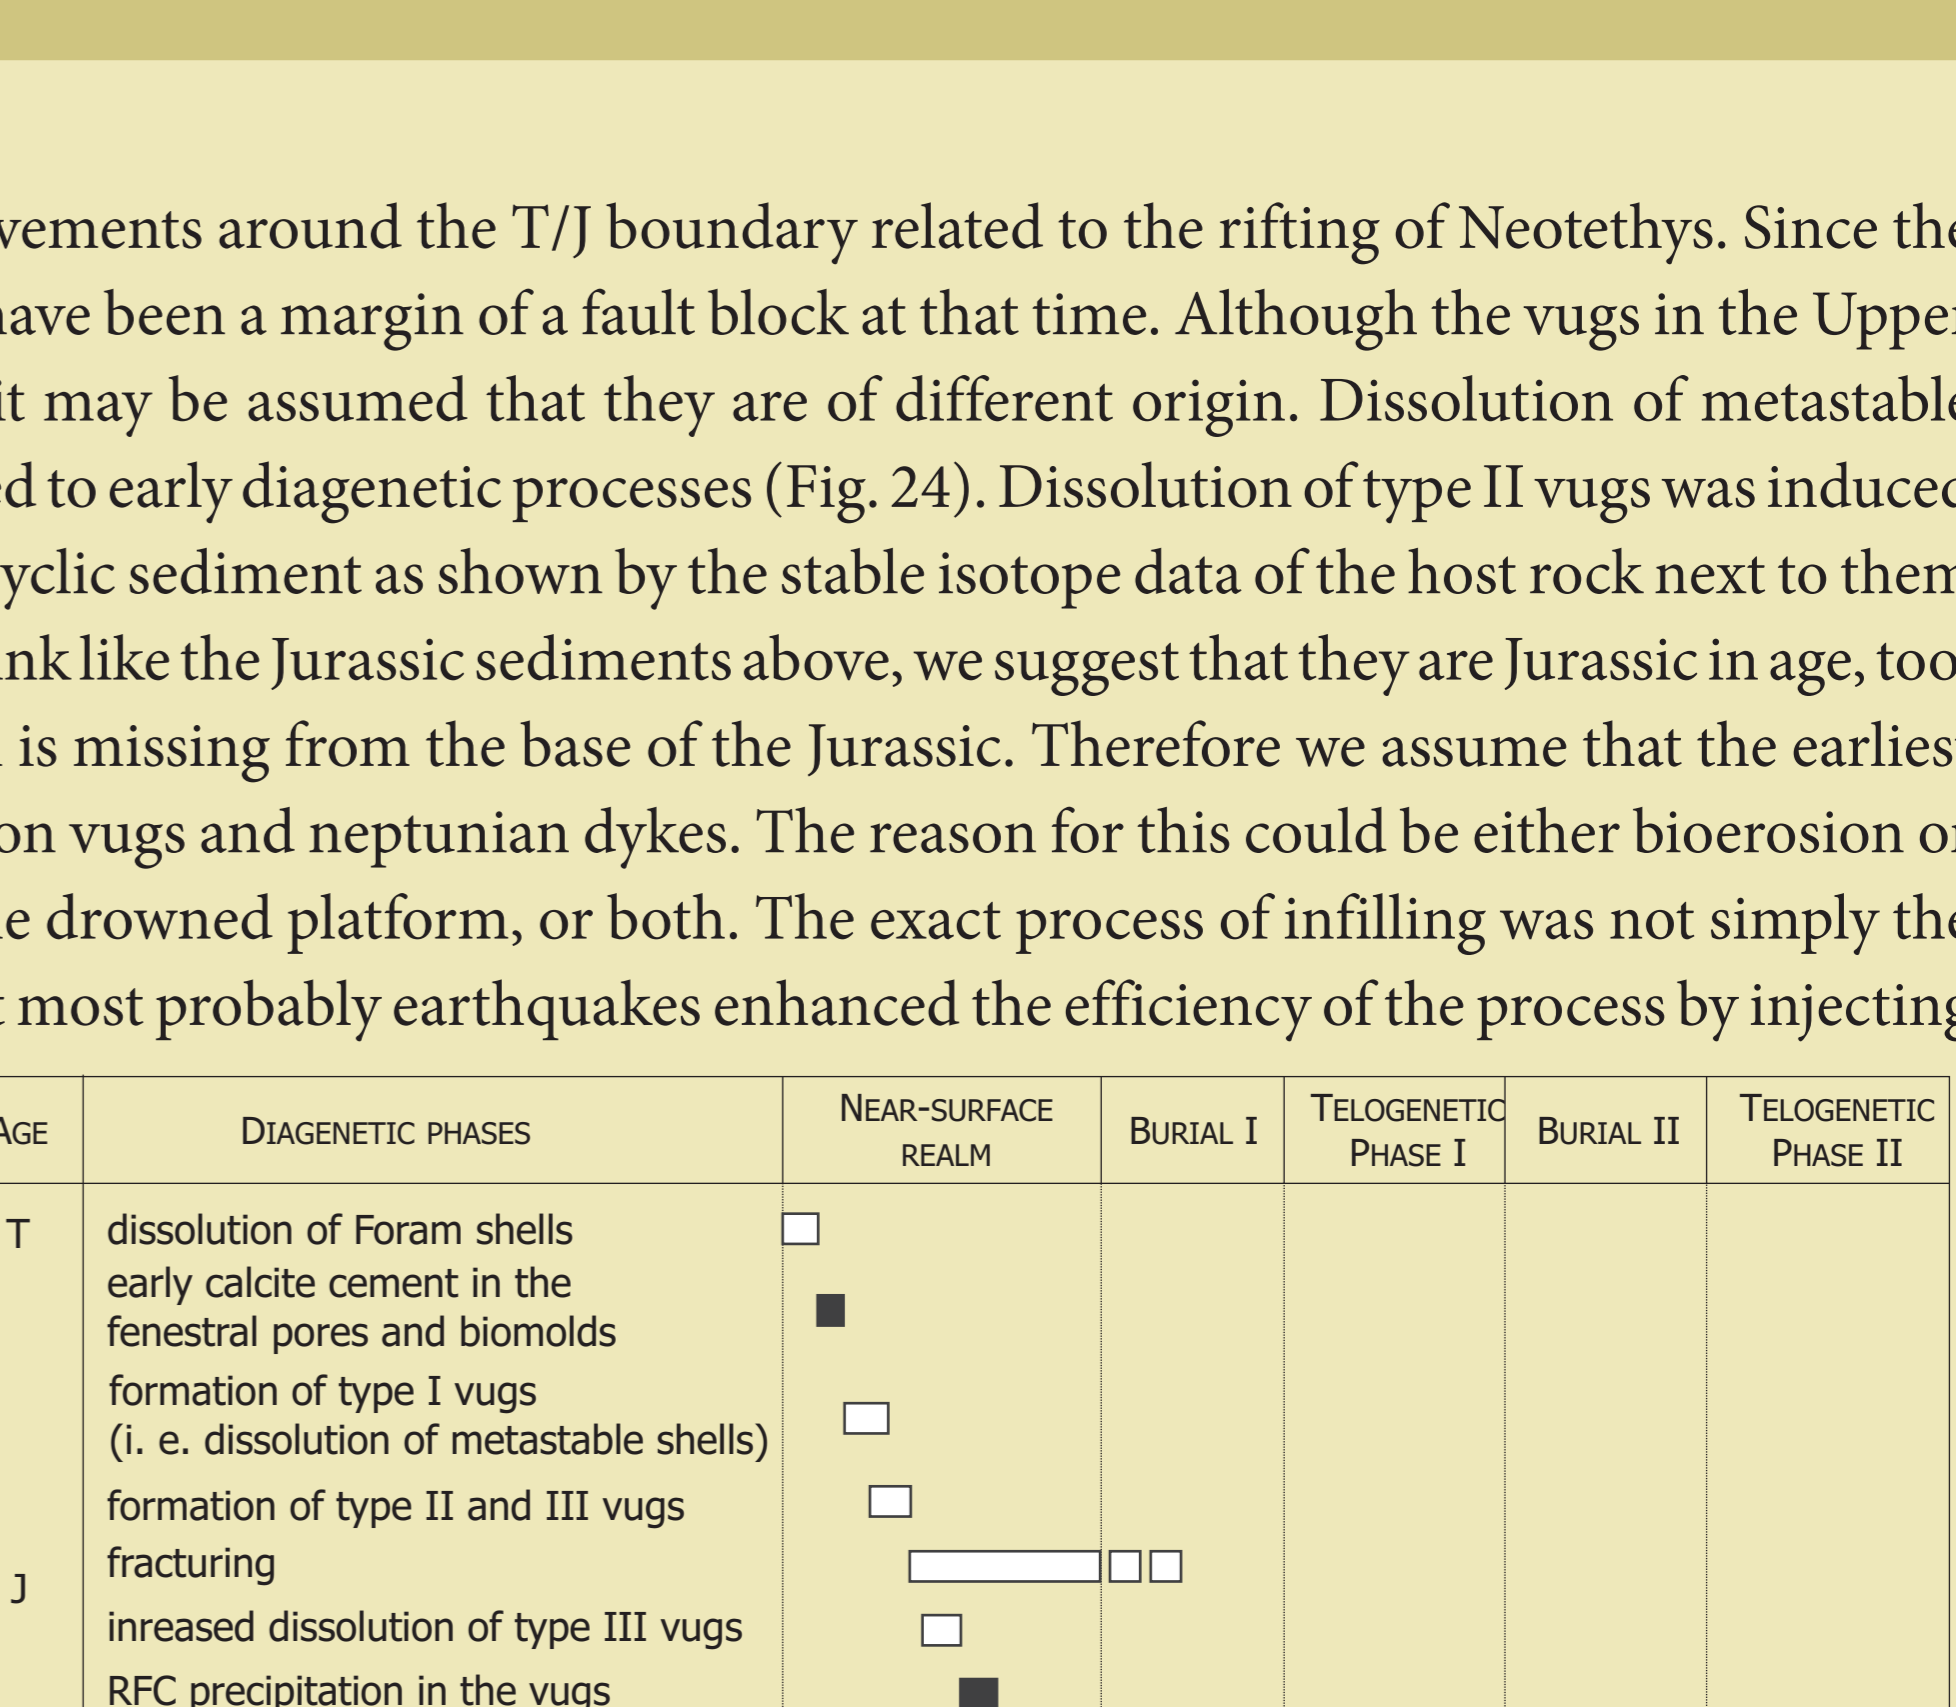 vements around the T/J boundary related to the rifting of Neotethys. Since the
have been a margin of a fault block at that time. Although the vugs in the Upper
it may be assumed that they are of different origin. Dissolution of metastable
ed to early diagenetic processes (Fig. 24). Dissolution of type II vugs was induced
yclic sediment as shown by the stable isotope data of the host rock next to them
ink like the Jurassic sediments above, we suggest that they are Jurassic in age, too
is missing from the base of the Jurassic. Therefore we assume that the earliest
on vugs and neptunian dykes. The reason for this could be either bioerosion or
e drowned platform, or both. The exact process of infilling was not simply the
t most probably earthquakes enhanced the efficiency of the process by injecting
AGE DIAGENETIC PHASES NEAR-SURFACE REALM BURIAL I TELOGENETIC PHASE I BURIAL II TELOGENETIC PHASE II
T dissolution of Foram shells
early calcite cement in the
fenestral pores and biomolds
formation of type I vugs
(i. e. dissolution of metastable shells)
formation of type II and III vugs
fracturing
J
inreased dissolution of type III vugs
RFC precipitation in the vugs